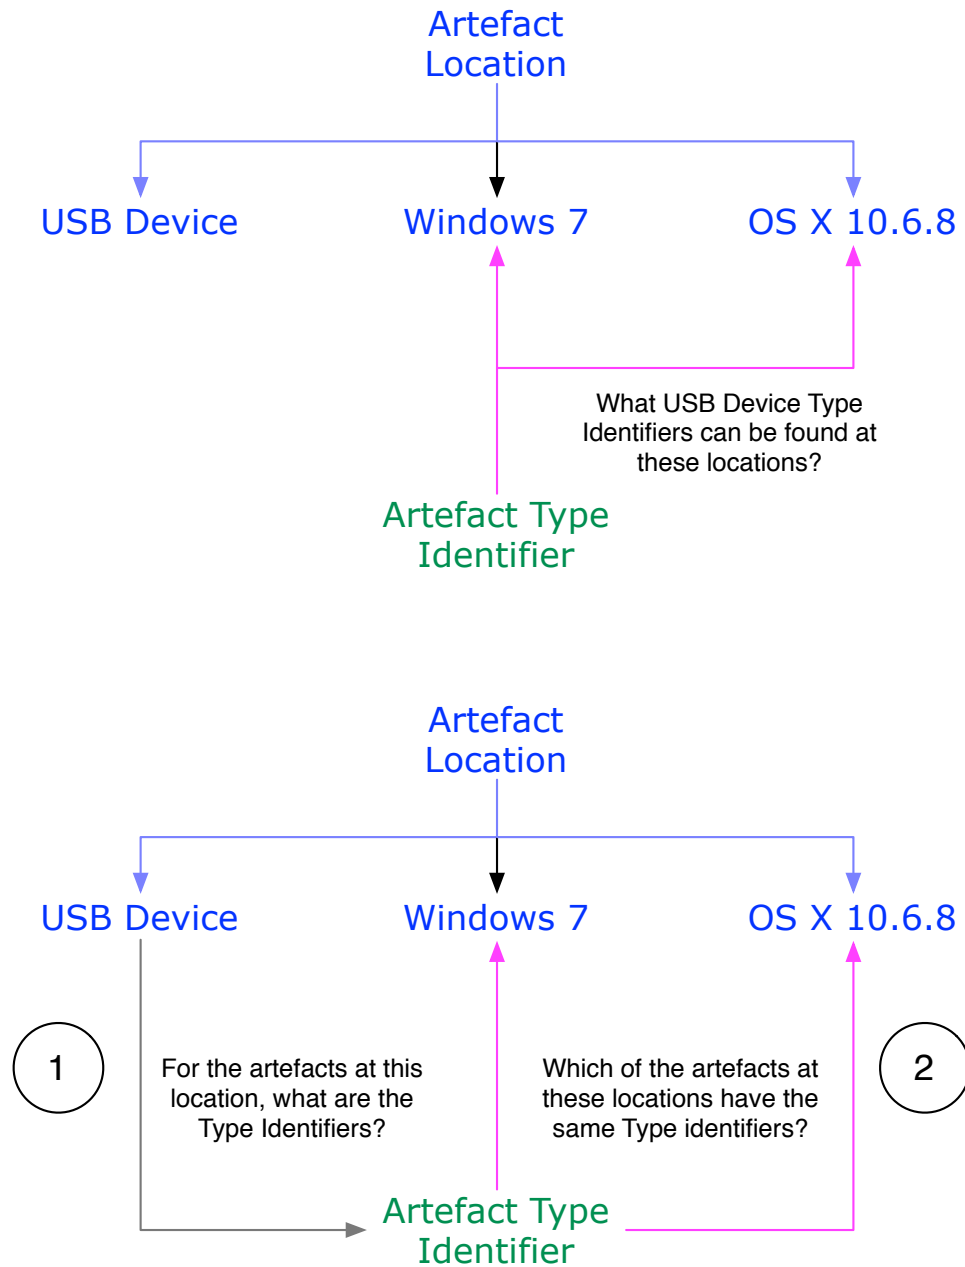 Artefact
Location
USB Device
Windows 7
OS X 10.6.8
What USB Device Type
Identifiers can be found at
these locations?
Artefact Type
Identifier
Artefact
Location
USB Device
Windows 7
OS X 10.6.8
1
For the artefacts at this
location, what are the
Type Identifiers?
Which of the artefacts at
these locations have the
same Type identifiers?
2
Artefact Type
Identifier